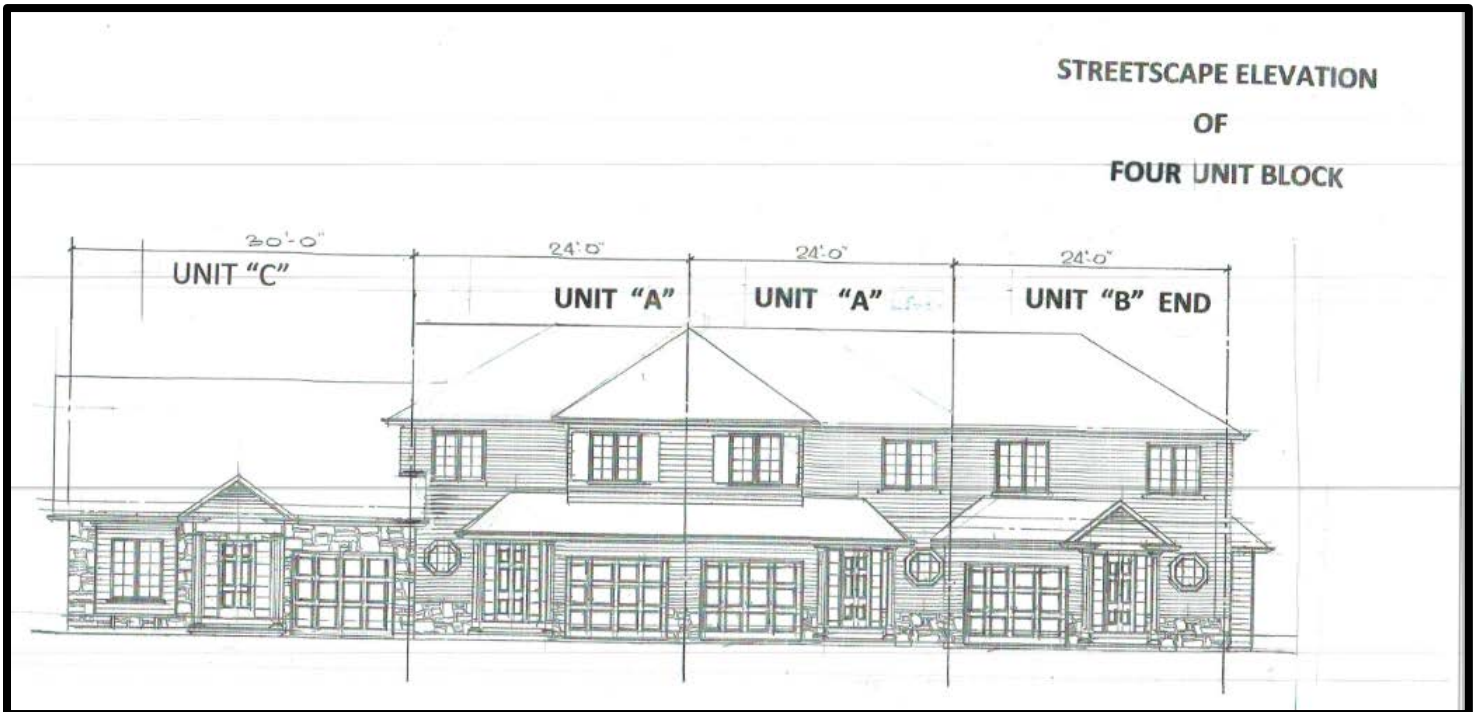 STREETSCAPE ELEVATION
OF
FOUR UNIT BLOCK
30'-0" 24'-0" 24'-0" 24'-0"
UNIT "C" UNIT "A" UNIT "A" UNIT "B" END